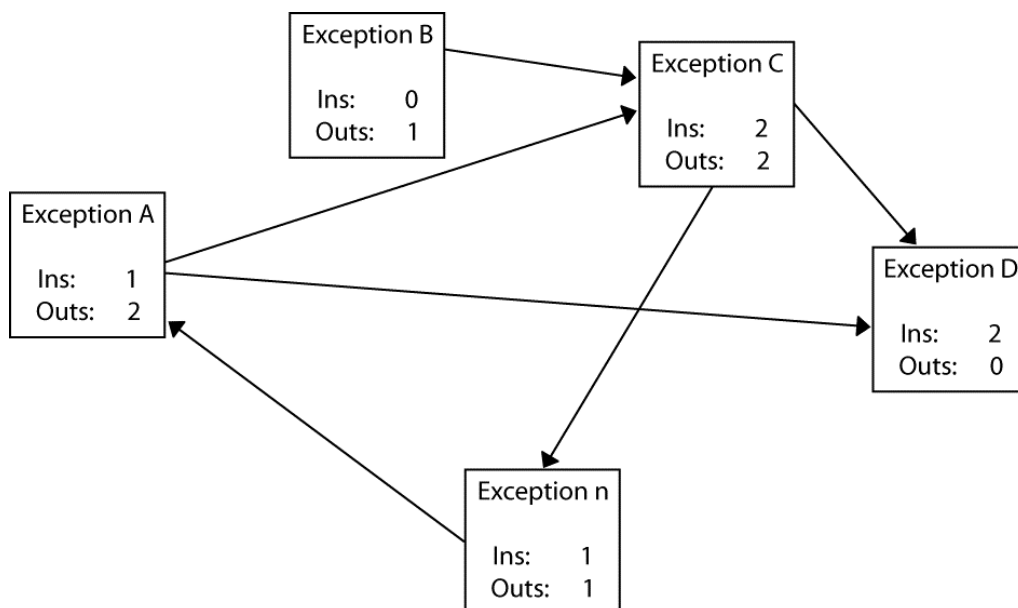 Exception B
Ins: 0
Outs: 1
Exception C
Ins: 2
Outs: 2
Exception A
Ins: 1
Outs: 2
Exception D
Ins: 2
Outs: 0
Exception n
Ins: 1
Outs: 1